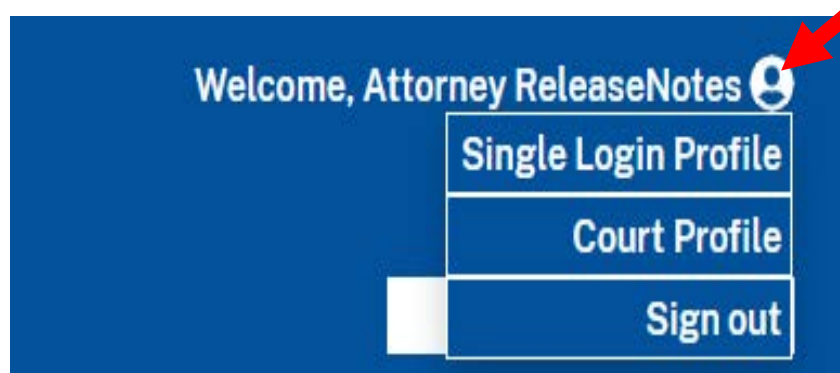 Welcome, Attorney ReleaseNotes
Single Login Profile
Court Profile
Sign out